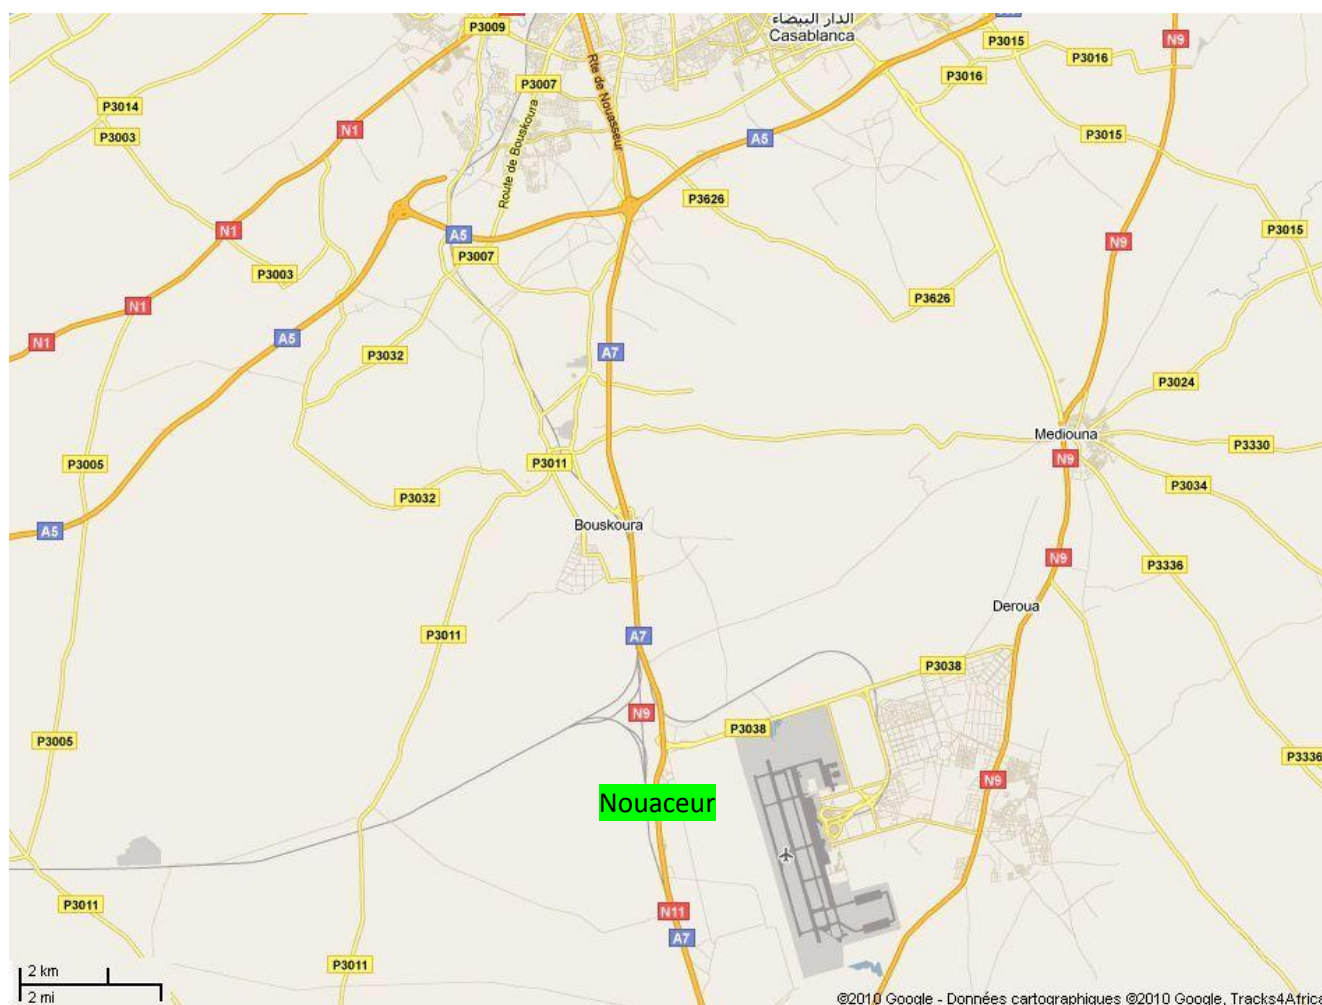 الدار البيضاء
Casablanca
P3009
P3015
N9
P3016
P3016
P3007
Rte de Nouasseur
P3014
P3003
N1
A5
P3015
Route de Bouskoura
P3626
N1
A5
P3007
P3003
N9
P3015
N1
P3626
N1
A5
P3032
A7
P3024
Mediouna
P3330
P3005
P3011
N9
P3034
P3032
A5
Bouskoura
N9
P3336
Deroua
P3011
A7
P3038
N9
P3038
P3005
P3336
N9
Nouaceur
P3011
N11
A7
P3011
2 km
2 mi
©2010 Google - Données cartographiques ©2010 Google, Tracks4Africa